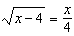 √(x−4) = x/4